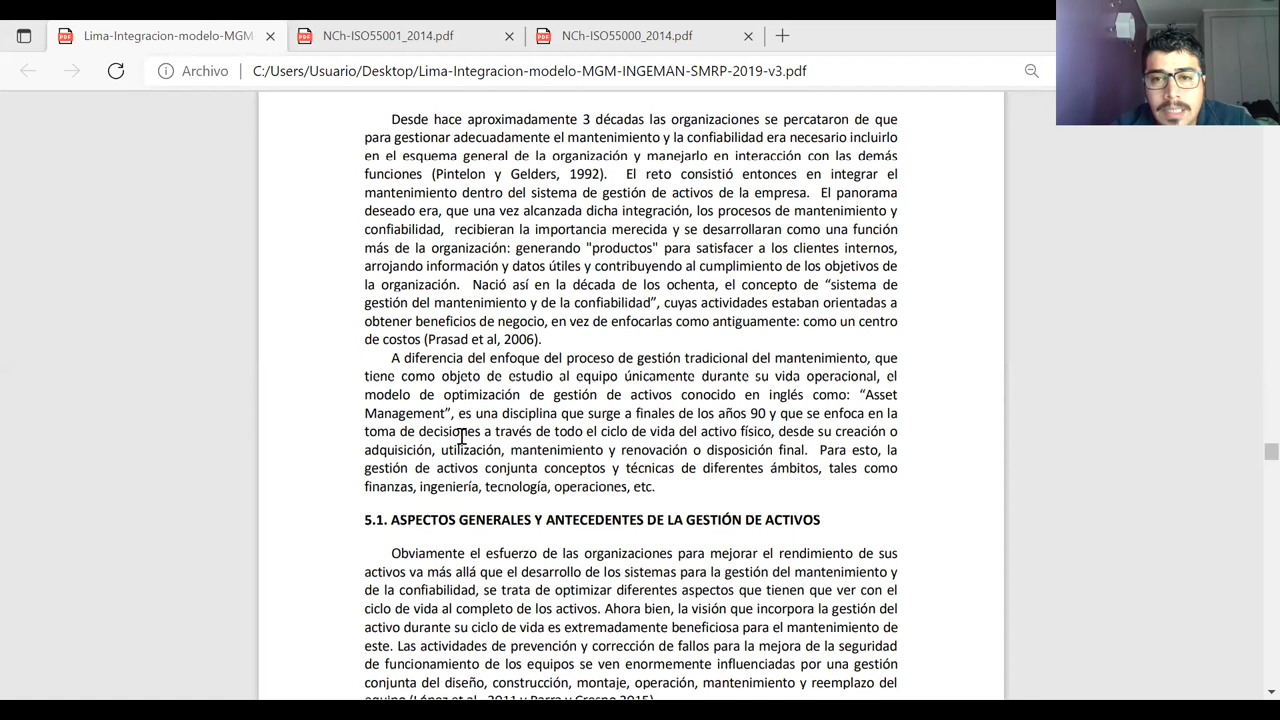 Lima-Integracion-modelo-MGM
NCh-ISO55001_2014.pdf
NCh-ISO55000_2014.pdf
Archivo
C:/Users/Usuario/Desktop/Lima-Integracion-modelo-MGM-INGEMAN-SMRP-2019-v3.pdf
Desde hace aproximadamente 3 décadas las organizaciones se percataron de que
para gestionar adecuadamente el mantenimiento y la confiabilidad era necesario incluirlo
en el esquema general de la organización y manejarlo en interacción con las demás
funciones (Pintelon y Gelders, 1992). El reto consistió entonces en integrar el
mantenimiento dentro del sistema de gestión de activos de la empresa. El panorama
deseado era, que una vez alcanzada dicha integración, los procesos de mantenimiento y
confiabilidad, recibieran la importancia merecida y se desarrollaran como una función
más de la organización: generando "productos" para satisfacer a los clientes internos,
arrojando información y datos útiles y contribuyendo al cumplimiento de los objetivos de
la organización. Nació así en la década de los ochenta, el concepto de “sistema de
gestión del mantenimiento y de la confiabilidad”, cuyas actividades estaban orientadas a
obtener beneficios de negocio, en vez de enfocarlas como antiguamente: como un centro
de costos (Prasad et al, 2006).
A diferencia del enfoque del proceso de gestión tradicional del mantenimiento, que
tiene como objeto de estudio al equipo únicamente durante su vida operacional, el
modelo de optimización de gestión de activos conocido en inglés como: “Asset
Management”, es una disciplina que surge a finales de los años 90 y que se enfoca en la
toma de decisiones a través de todo el ciclo de vida del activo físico, desde su creación o
adquisición, utilización, mantenimiento y renovación o disposición final. Para esto, la
gestión de activos conjunta conceptos y técnicas de diferentes ámbitos, tales como
finanzas, ingeniería, tecnología, operaciones, etc.
5.1. ASPECTOS GENERALES Y ANTECEDENTES DE LA GESTIÓN DE ACTIVOS
Obviamente el esfuerzo de las organizaciones para mejorar el rendimiento de sus
activos va más allá que el desarrollo de los sistemas para la gestión del mantenimiento y
de la confiabilidad, se trata de optimizar diferentes aspectos que tienen que ver con el
ciclo de vida al completo de los activos. Ahora bien, la visión que incorpora la gestión del
activo durante su ciclo de vida es extremadamente beneficiosa para el mantenimiento de
este. Las actividades de prevención y corrección de fallos para la mejora de la seguridad
de funcionamiento de los equipos se ven enormemente influenciadas por una gestión
conjunta del diseño, construcción, montaje, operación, mantenimiento y reemplazo del
equipo (López et al., 2011 y Parra y Crespo 2015).